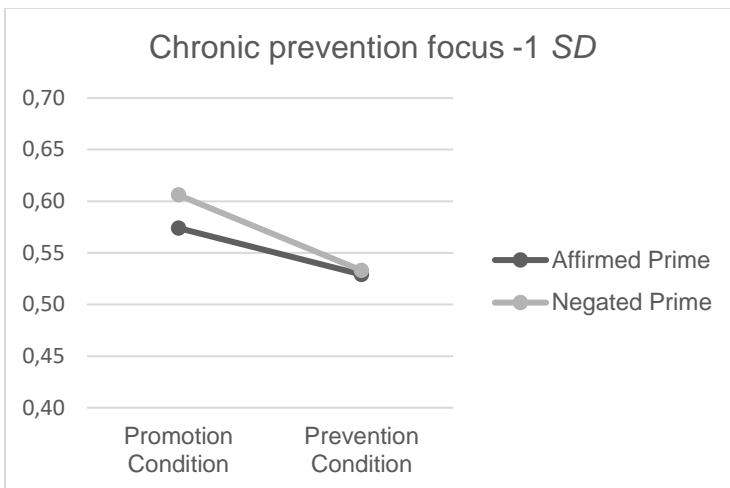 Chronic prevention focus -1 SD
0,70
0,65
0,60
0,55
0,50
0,45
0,40
Promotion
Condition
Prevention
Condition
Affirmed Prime
Negated Prime